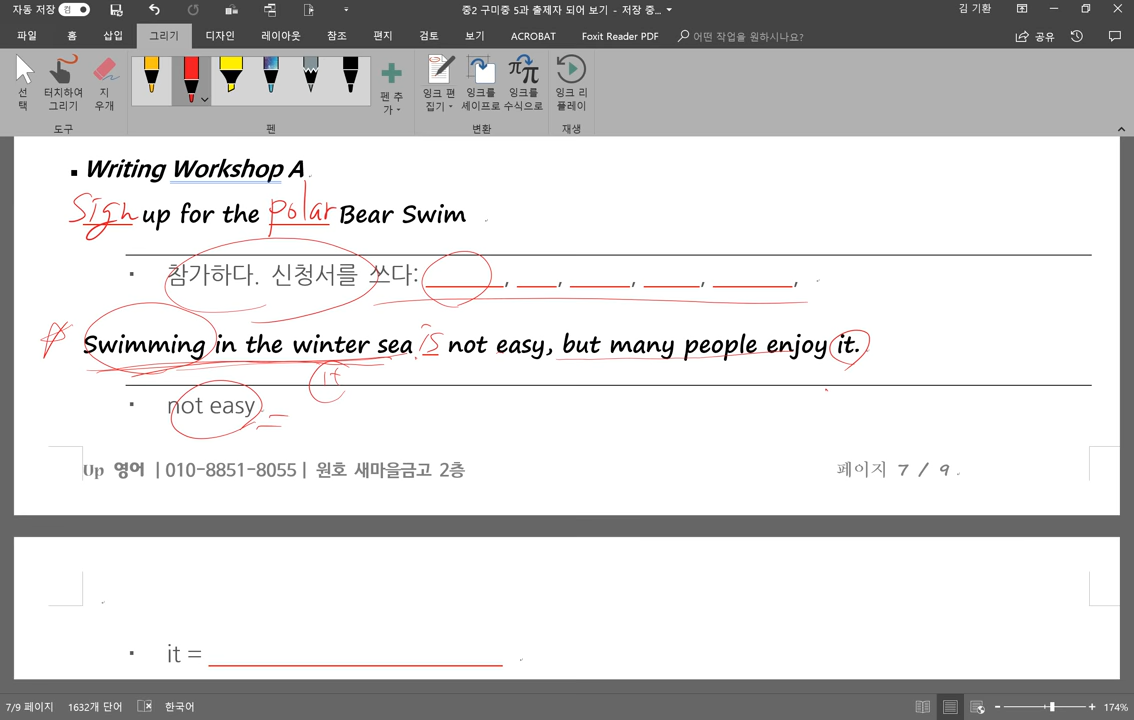 자동 저장 컴 중2 구미중 5과 출제자 되어 보기 - 저장 중... 김 기환
파일 홈 삽입 그리기 디자인 레이아웃 참조 편지 검토 보기 ACROBAT Foxit Reader PDF 어떤 작업을 원하시나요? 공유
선택 터치하여 그리기 지우개 펜 추가 잉크 편집기 잉크를 셰이프로 잉크를 수식으로 잉크 리플레이
도구 펜 변환 재생
▪ Writing Workshop A
Sign up for the polar Bear Swim
▪ 참가하다. 신청서를 쓰다: , , , , ,
Swimming in the winter sea is not easy, but many people enjoy it.
it
▪ not easy =
Up 영어 | 010-8851-8055 | 원호 새마을금고 2층 페이지 7 / 9
▪ it =
7/9 페이지 1632개 단어 한국어 174%